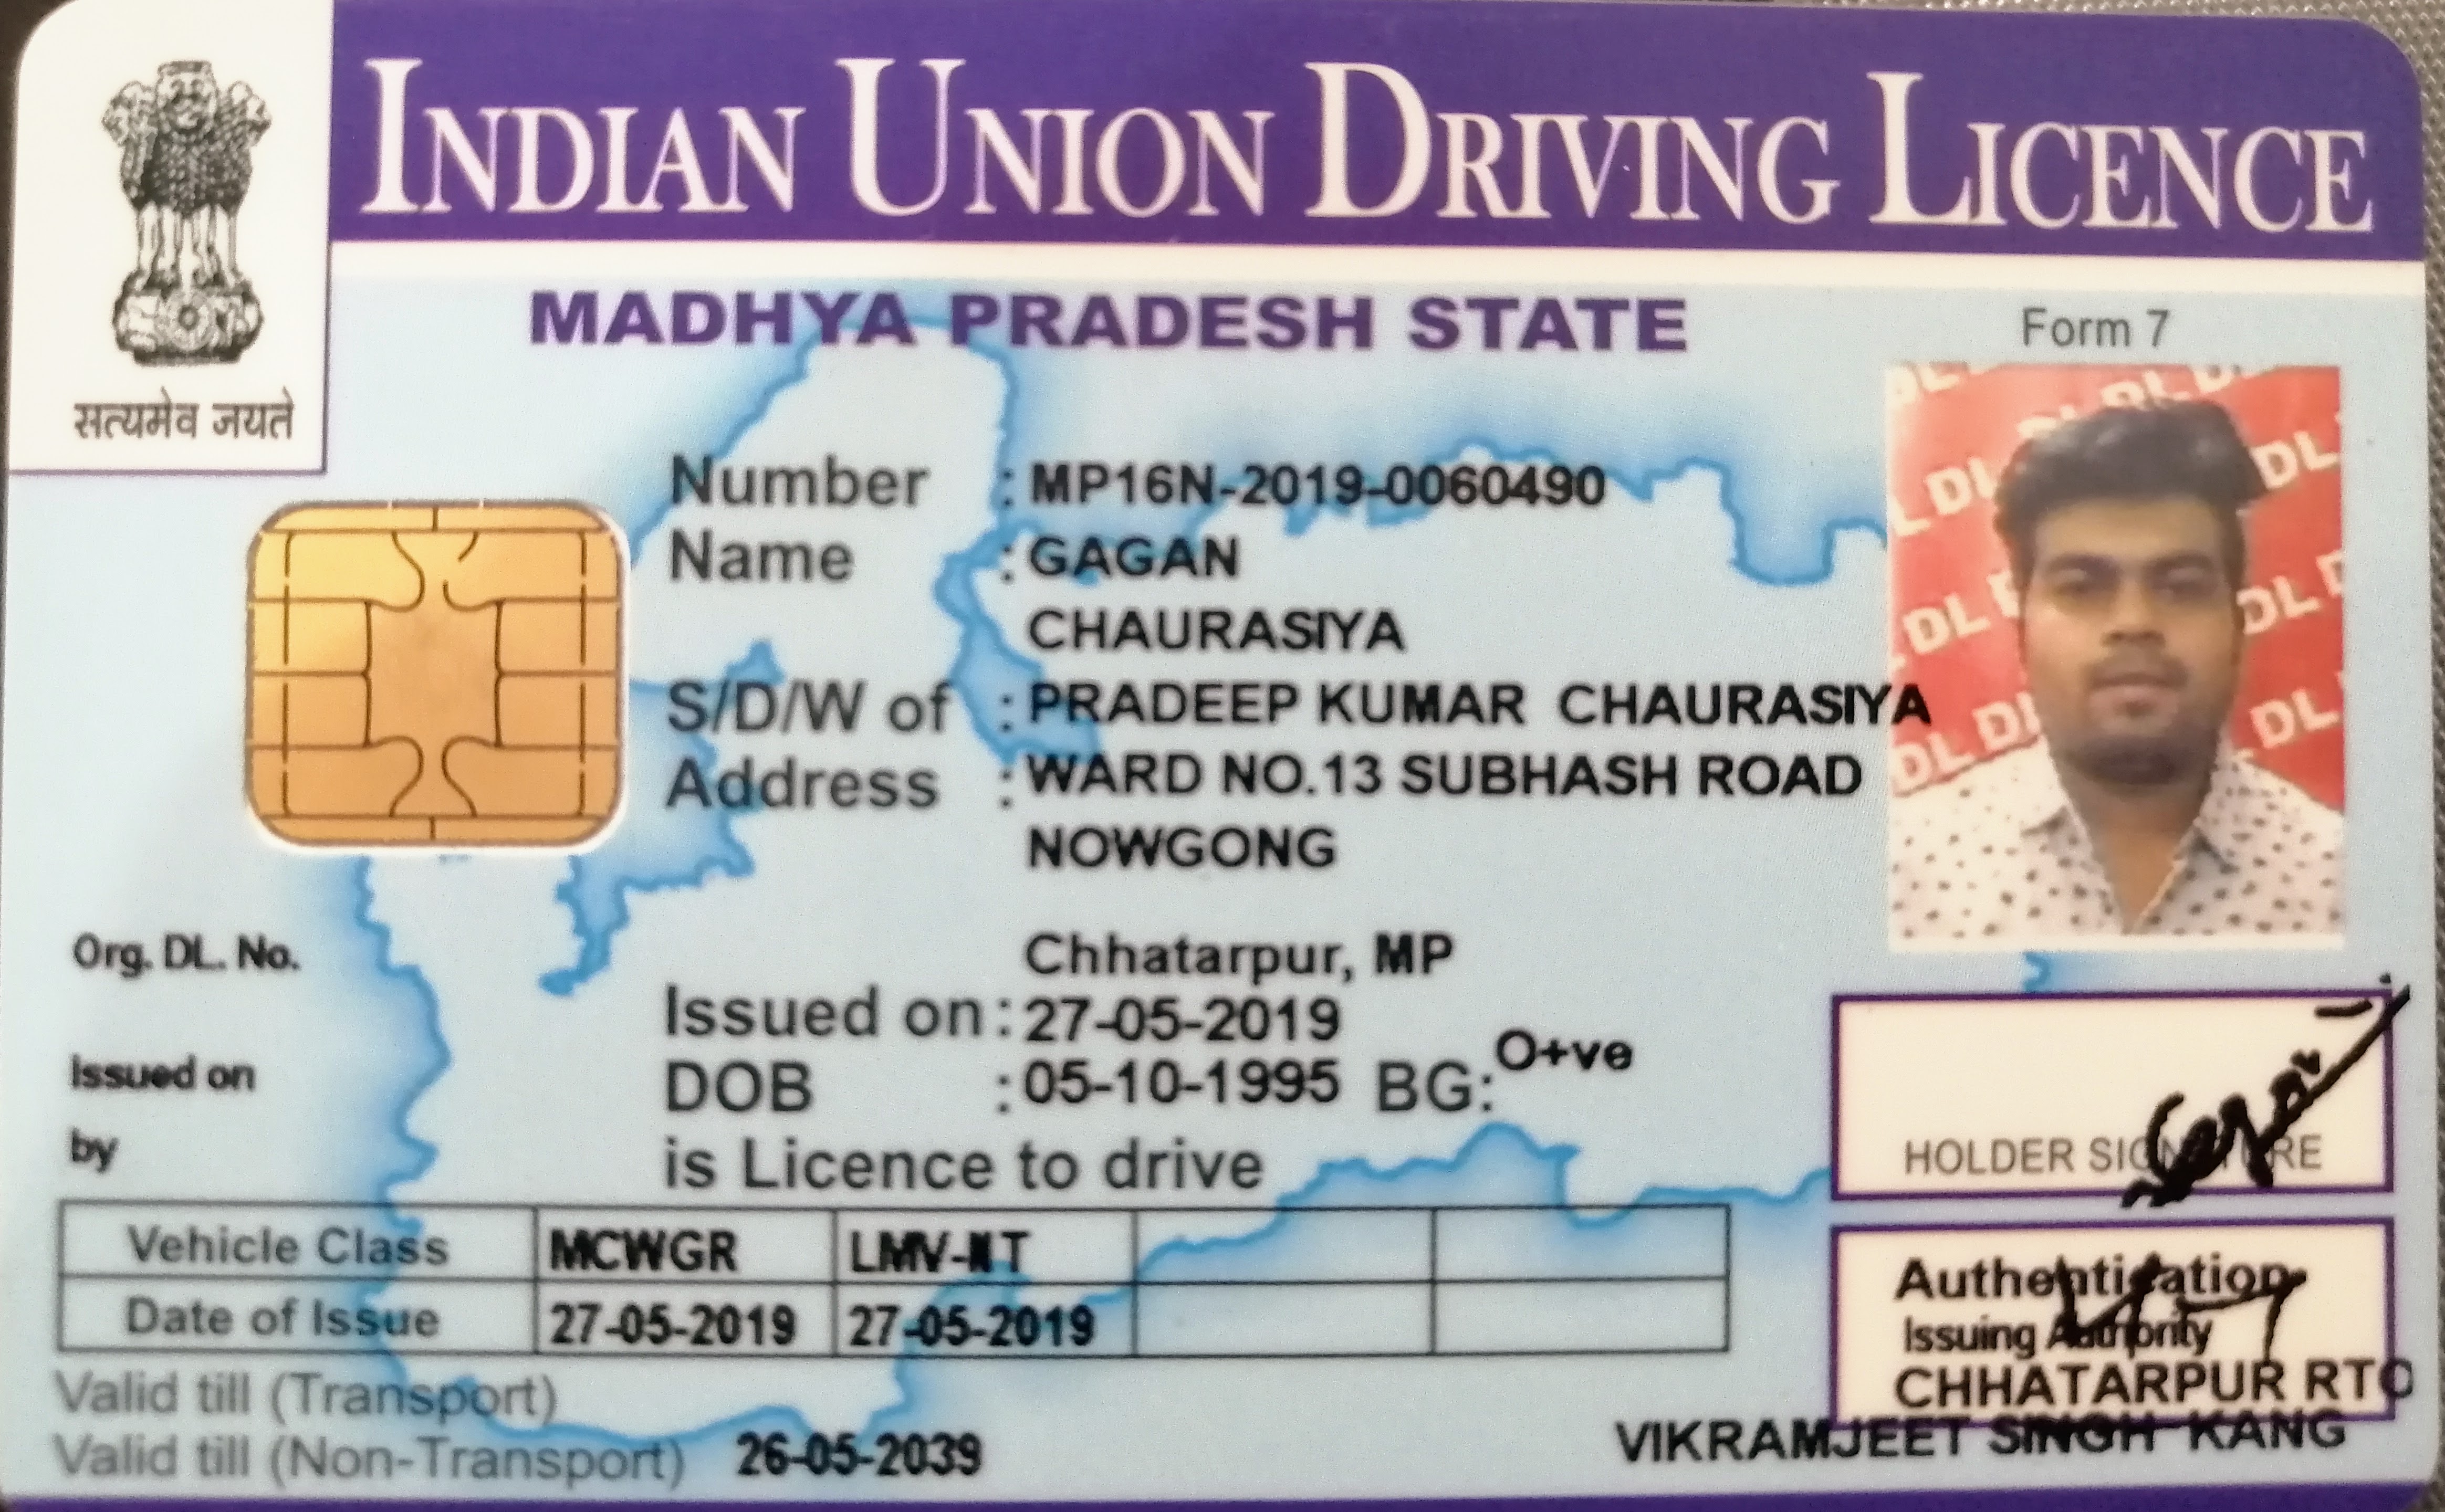 INDIAN UNION DRIVING LICENCE
सत्यमेव जयते
MADHYA PRADESH STATE
Form 7
Number : MP16N-2019-0060490
Name : GAGAN
CHAURASIYA
S/D/W of : PRADEEP KUMAR CHAURASIYA
Address : WARD NO.13 SUBHASH ROAD
NOWGONG
Chhatarpur, MP
Org. DL. No.
Issued on : 27-05-2019
DOB : 05-10-1995 BG: O+ve
Issued on
by
is Licence to drive
HOLDER SIGNATURE
Vehicle Class MCWGR LMV-NT
Date of Issue 27-05-2019 27-05-2019
Valid till (Transport)
Valid till (Non-Transport) 26-05-2039
Authentication
Issuing Authority
CHHATARPUR RTO
VIKRAMJEET SINGH KANG
DL DL DL DL
DL DL
DL DL
DL DL DL